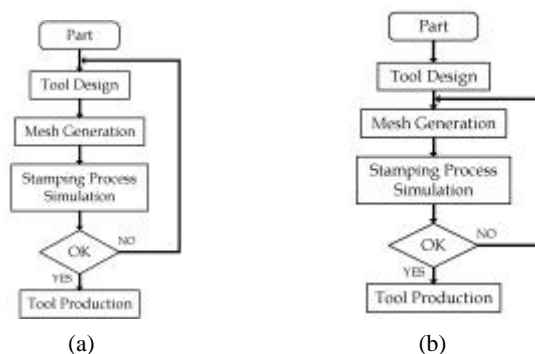 Part
Tool Design
Mesh Generation
Stamping Process
Simulation
OK
NO
YES
Tool Production
(a)
Part
Tool Design
Mesh Generation
Stamping Process
Simulation
OK
NO
YES
Tool Production
(b)